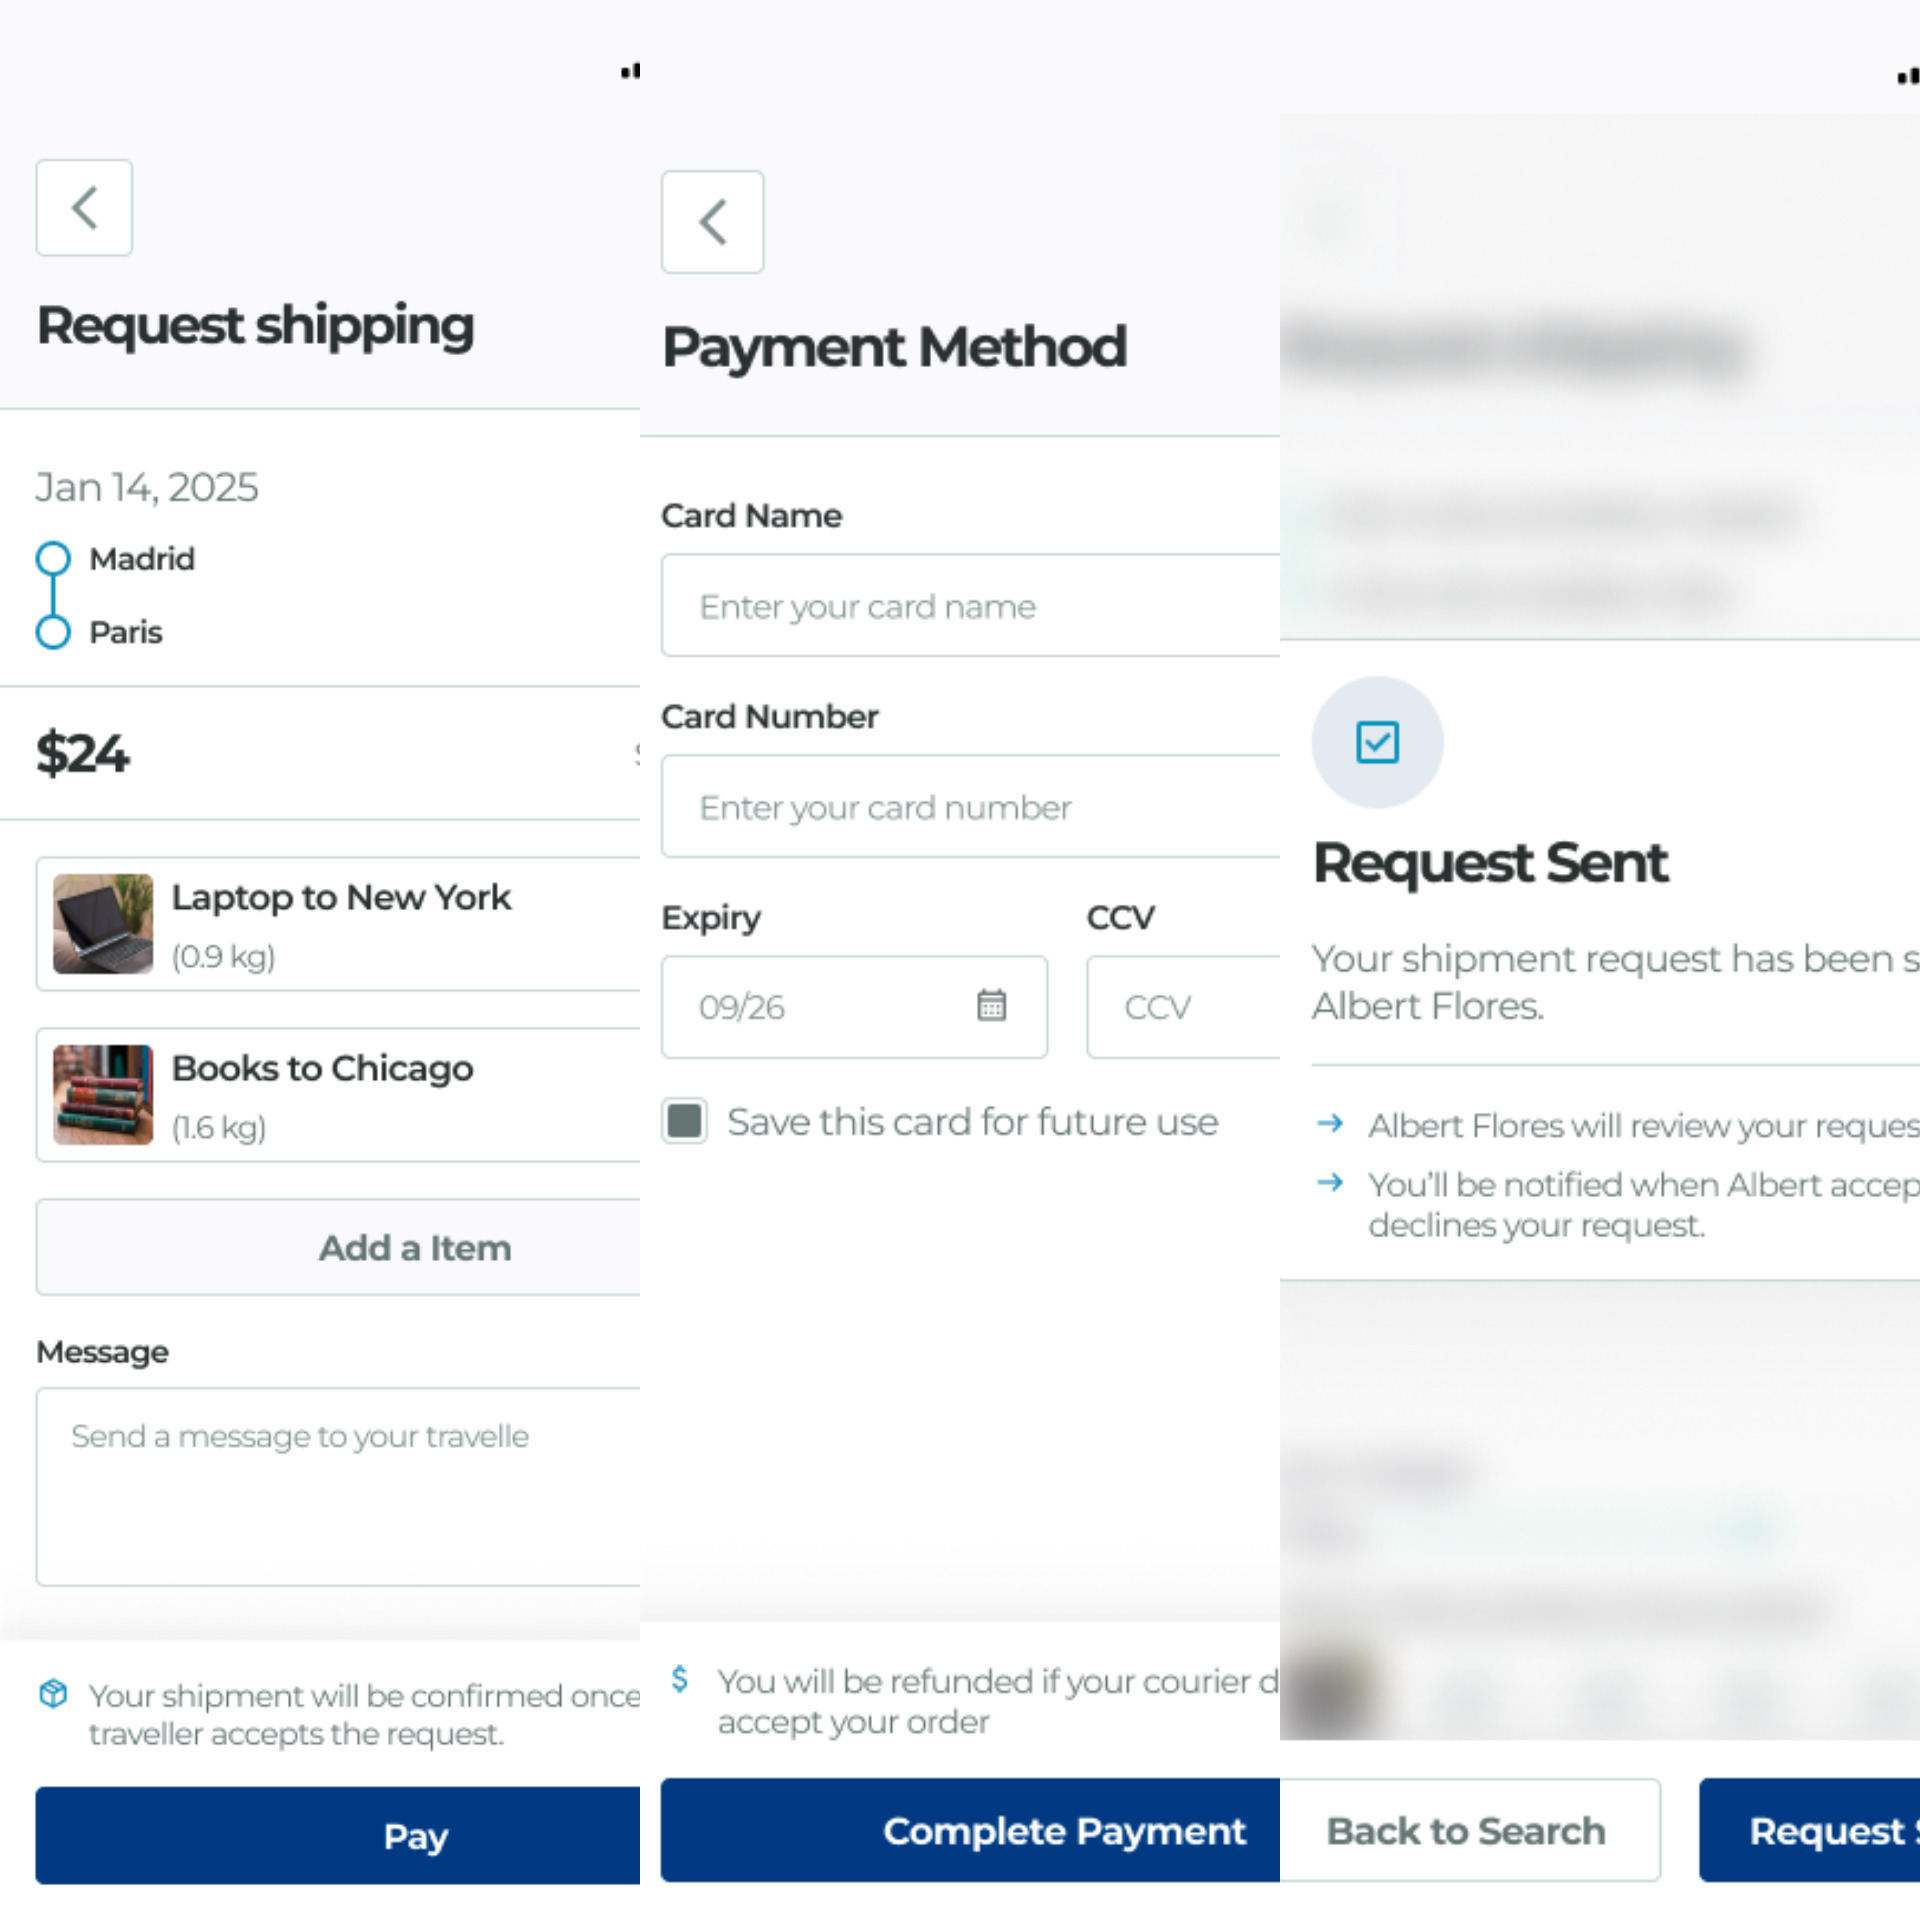 Request shipping
Jan 14, 2025
Madrid
Paris
$24
Laptop to New York
(0.9 kg)
Books to Chicago
(1.6 kg)
Add a Item
Message
Send a message to your travelle
Your shipment will be confirmed once
traveller accepts the request.
Pay
Payment Method
Card Name
Enter your card name
Card Number
Enter your card number
Expiry
CCV
09/26
CCV
Save this card for future use
You will be refunded if your courier d
accept your order
Complete Payment
Request Sent
Your shipment request has been s
Albert Flores.
Albert Flores will review your reques
You'll be notified when Albert accep
declines your request.
Back to Search
Request